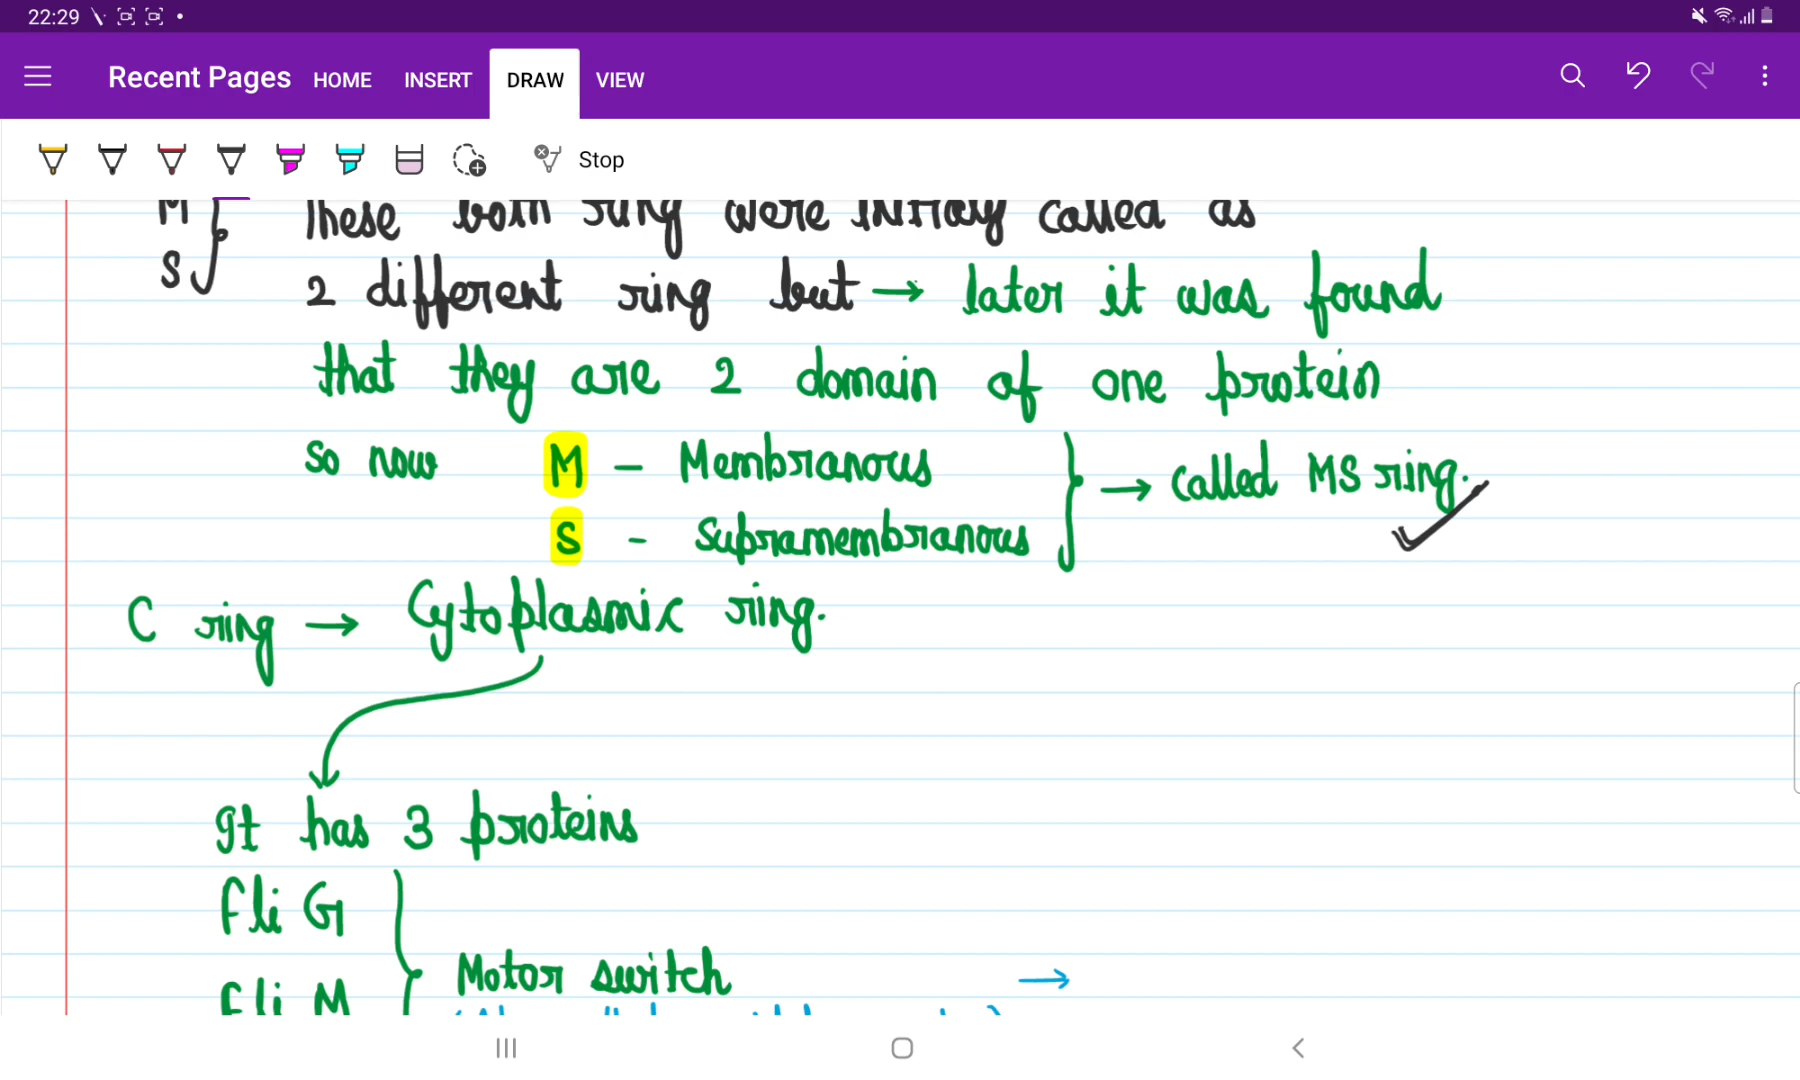 22:29
Recent Pages HOME INSERT DRAW VIEW
Stop
M These both ring were initialy called as
S 2 different ring but → later it was found
that they are 2 domain of one protein
so now M - Membranous
→ called MS ring.
S - Supramembranous
C ring → Cytoplasmic ring.
It has 3 proteins
Fli G
Motor switch →
Fli M